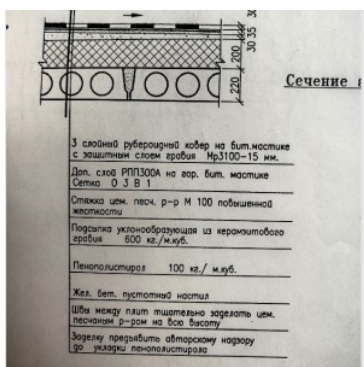 30
30 35
200
220
Сечение
3 слойный рубероидный ковер на бит.мастике
с защитным слоем гравия Мрз100-15 мм.
Доп. слой РПП300А на гор. бит. мастике
Сетка 0 3 В 1
Стяжка цем. песч. р-р М 100 повышенной
жесткости
Подсыпка уклонообразующая из керамзитового
гравия 600 кг./м.куб.
Пенополистирол 100 кг./ м.куб.
Жел. бет. пустотный настил
Швы между плит тщательно заделать цем.
песчаным р-ром на всю высоту
Заделку предъявить авторскому надзору
до укладки пенополистирола